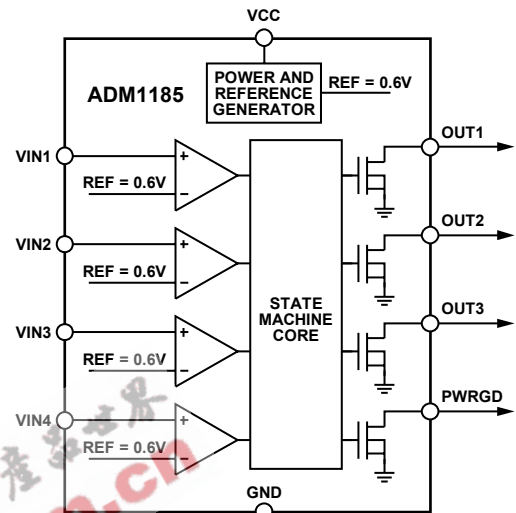 VCC
ADM1185
POWER AND
REFERENCE
GENERATOR
REF = 0.6V
VIN1
+
REF = 0.6V
−
OUT1
VIN2
+
REF = 0.6V
−
OUT2
VIN3
+
REF = 0.6V
−
OUT3
STATE
MACHINE
CORE
VIN4
+
REF = 0.6V
−
PWRGD
GND
.cn